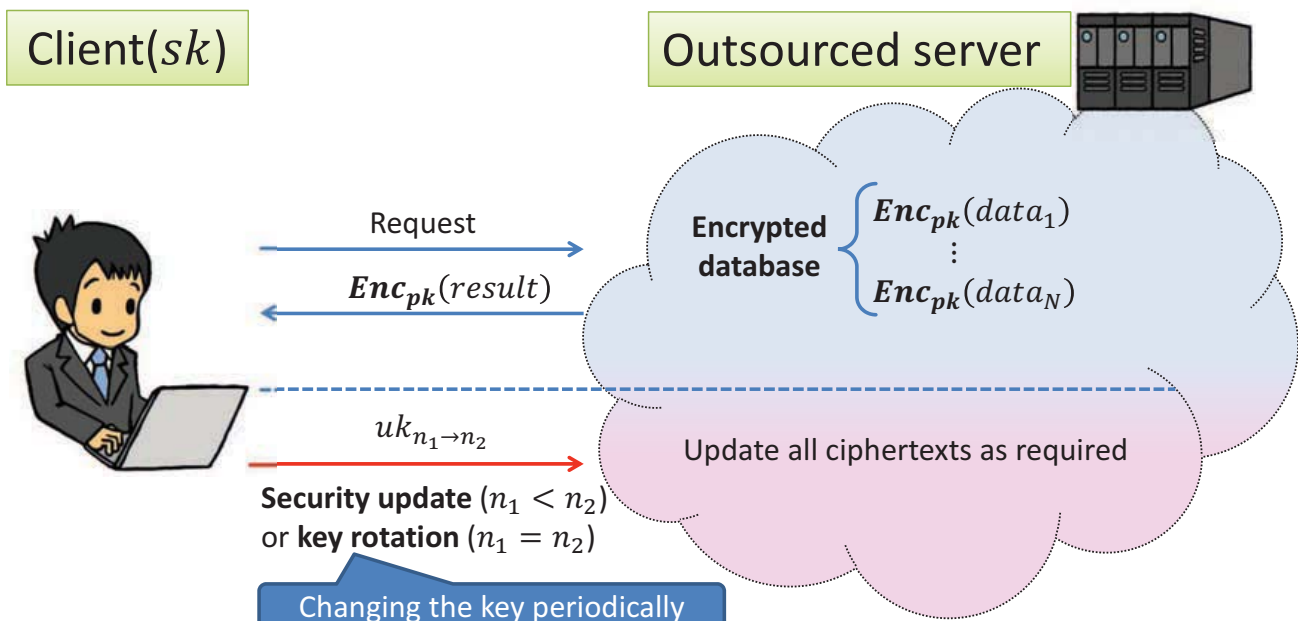 Client(sk)
Outsourced server
Request
Enc_pk(result)
Encrypted
database
Enc_pk(data_1)
⋮
Enc_pk(data_N)
uk_{n_1→n_2}
Update all ciphertexts as required
Security update (n_1 < n_2)
or key rotation (n_1 = n_2)
Changing the key periodically